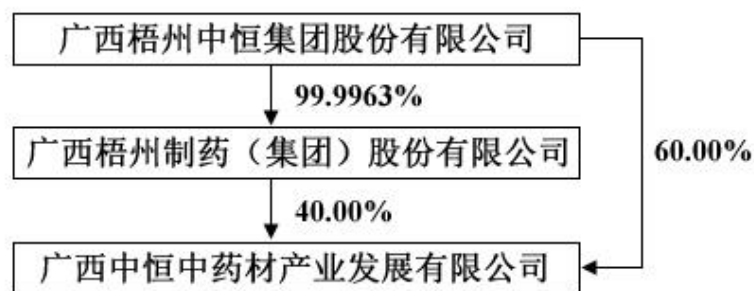 广西梧州中恒集团股份有限公司
99.9963%
广西梧州制药（集团）股份有限公司
60.00%
40.00%
广西中恒中药材产业发展有限公司